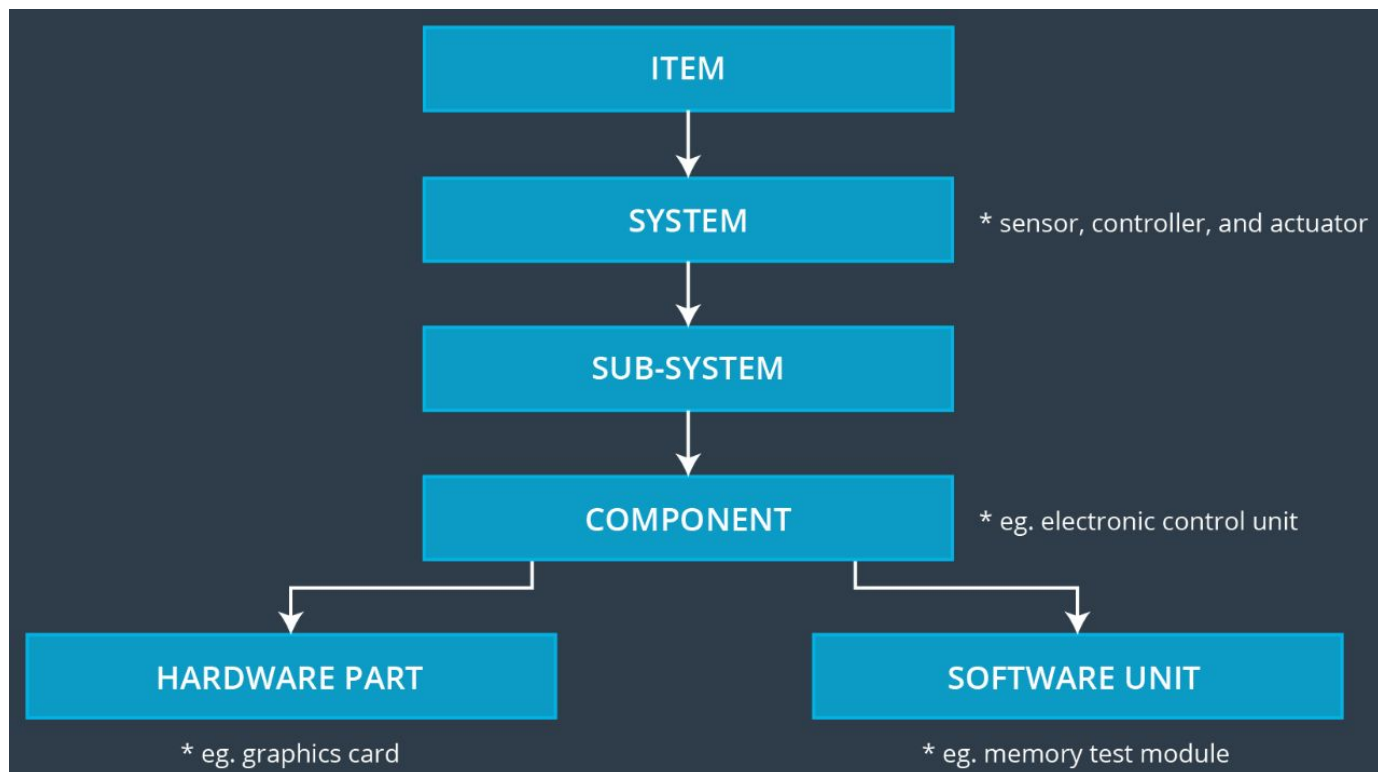 ITEM
SYSTEM
* sensor, controller, and actuator
SUB-SYSTEM
COMPONENT
* eg. electronic control unit
HARDWARE PART
SOFTWARE UNIT
* eg. graphics card
* eg. memory test module